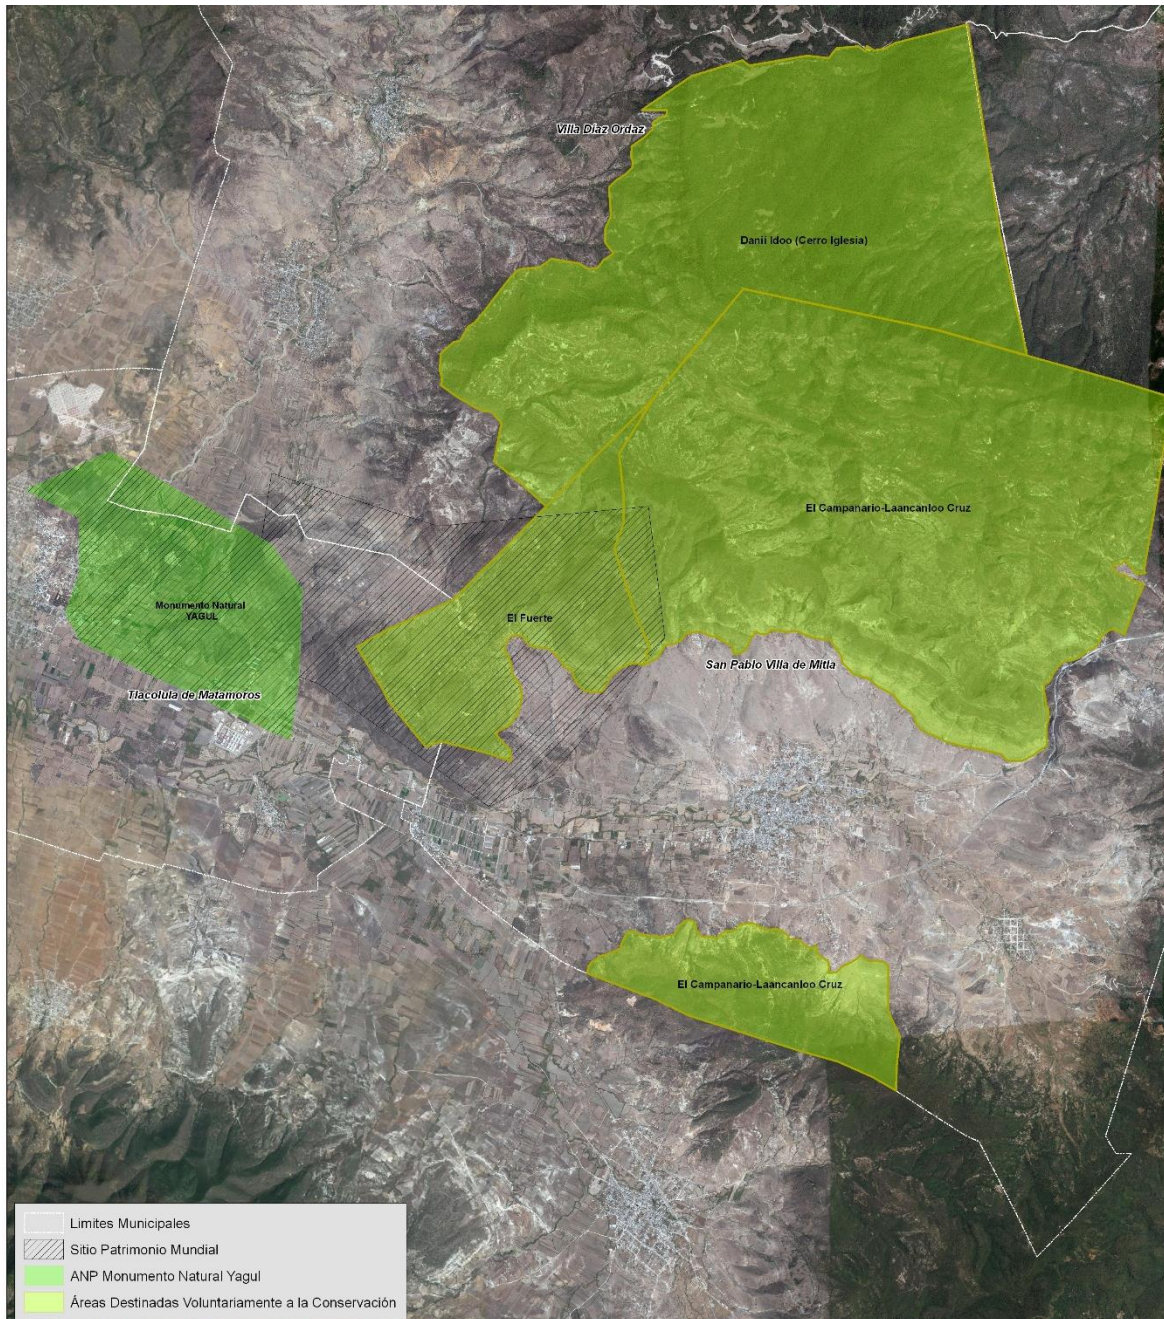 Villa Díaz Ordaz
Danii Idoo (Cerro Iglesia)
El Campanario-Laancanloo Cruz
Monumento Natural
YAGUL
El Fuerte
San Pablo Villa de Mitla
Tlacolula de Matamoros
El Campanario-Laancanloo Cruz
Limites Municipales
Sitio Patrimonio Mundial
ANP Monumento Natural Yagul
Áreas Destinadas Voluntariamente a la Conservación